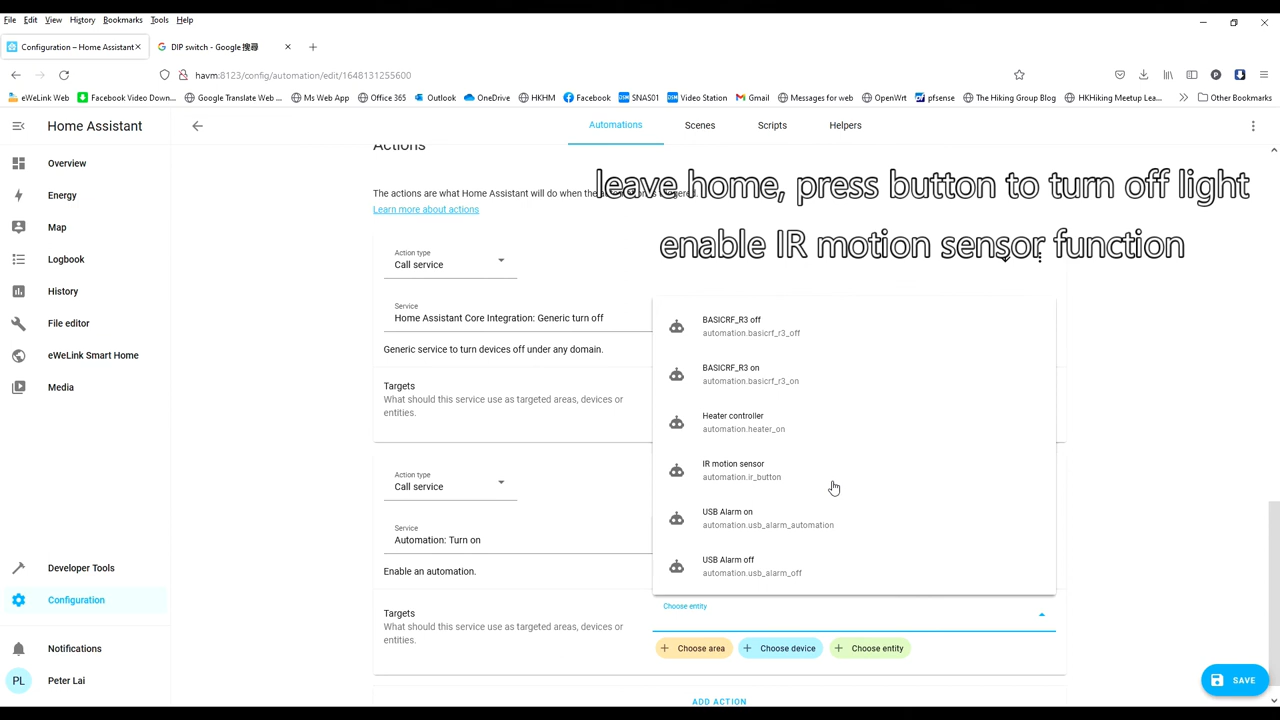 File Edit View History Bookmarks Tools Help
Configuration – Home Assistant
DIP switch - Google 搜尋
havm:8123/config/automation/edit/1648131255600
eWeLink Web Facebook Video Down... Google Translate Web ... Ms Web App Office 365 Outlook OneDrive HKHM Facebook SNAS01 Video Station Gmail Messages for web OpenWrt pfsense The Hiking Group Blog HKHiking Meetup Lea... Other Bookmarks
Home Assistant
Automations Scenes Scripts Helpers
Overview
Energy
Map
Logbook
History
File editor
eWeLink Smart Home
Media
Developer Tools
Configuration
Notifications
PL Peter Lai
Actions
leave home, press button to turn off light
enable IR motion sensor function
The actions are what Home Assistant will do when the
Learn more about actions
Action type
Call service
Service
Home Assistant Core Integration: Generic turn off
Generic service to turn devices off under any domain.
Targets
What should this service use as targeted areas, devices or
entities.
Action type
Call service
Service
Automation: Turn on
Enable an automation.
Targets
What should this service use as targeted areas, devices or
entities.
BASICRF_R3 off
automation.basicrf_r3_off
BASICRF_R3 on
automation.basicrf_r3_on
Heater controller
automation.heater_on
IR motion sensor
automation.ir_button
USB Alarm on
automation.usb_alarm_automation
USB Alarm off
automation.usb_alarm_off
Choose entity
Choose area
Choose device
Choose entity
ADD ACTION
SAVE